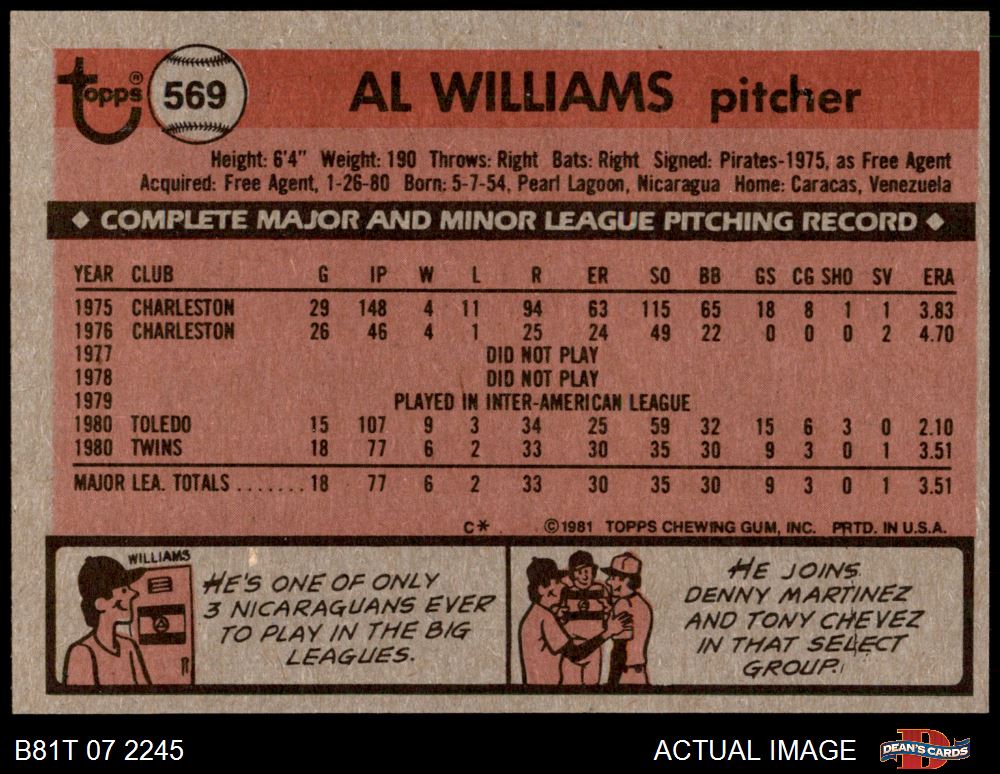 topps® 569 AL WILLIAMS pitcher
Height: 6'4" Weight: 190 Throws: Right Bats: Right Signed: Pirates-1975, as Free Agent
Acquired: Free Agent, 1-26-80 Born: 5-7-54, Pearl Lagoon, Nicaragua Home: Caracas, Venezuela
◆ COMPLETE MAJOR AND MINOR LEAGUE PITCHING RECORD ◆
YEAR CLUB G IP W L R ER SO BB GS CG SHO SV ERA
1975 CHARLESTON 29 148 4 11 94 63 115 65 18 8 1 1 3.83
1976 CHARLESTON 26 46 4 1 25 24 49 22 0 0 0 2 4.70
1977 DID NOT PLAY
1978 DID NOT PLAY
1979 PLAYED IN INTER-AMERICAN LEAGUE
1980 TOLEDO 15 107 9 3 34 25 59 32 15 6 3 0 2.10
1980 TWINS 18 77 6 2 33 30 35 30 9 3 0 1 3.51
MAJOR LEA. TOTALS ....... 18 77 6 2 33 30 35 30 9 3 0 1 3.51
C* ©1981 TOPPS CHEWING GUM, INC. PRTD. IN U.S.A.
WILLIAMS
HE'S ONE OF ONLY
3 NICARAGUANS EVER
TO PLAY IN THE BIG
LEAGUES.
HE JOINS
DENNY MARTINEZ
AND TONY CHEVEZ
IN THAT SELECT
GROUP.
B81T 07 2245 ACTUAL IMAGE DEAN'S CARDS